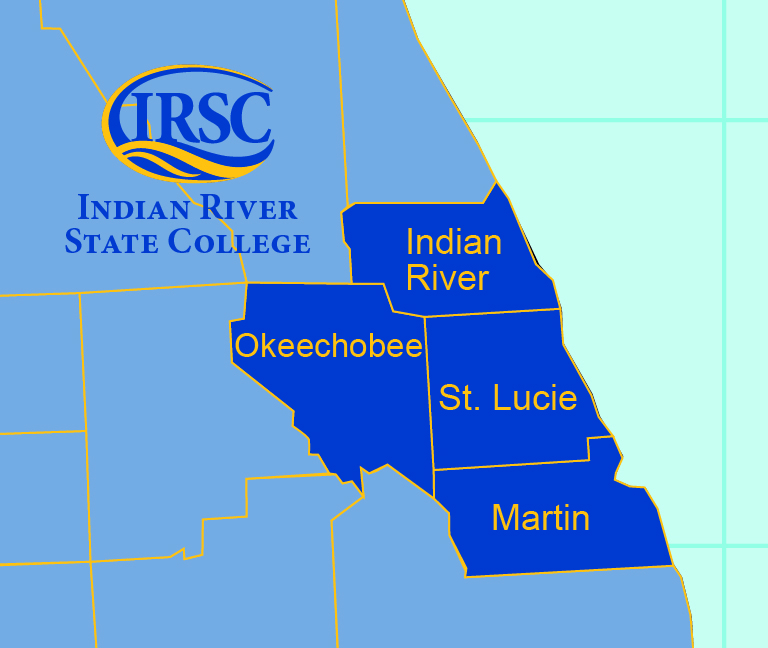 IRSC
INDIAN RIVER
STATE COLLEGE
Indian
River
Okeechobee
St. Lucie
Martin